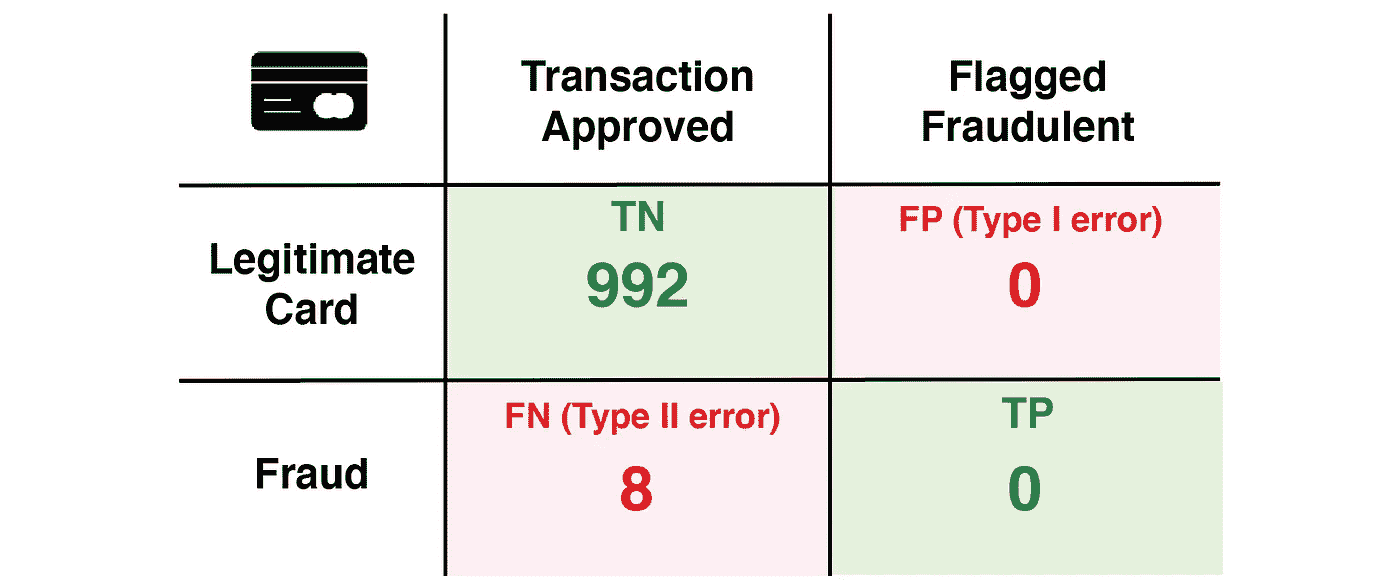 Transaction
Approved
Flagged
Fraudulent
Legitimate
Card
TN
992
FP (Type I error)
0
Fraud
FN (Type II error)
8
TP
0